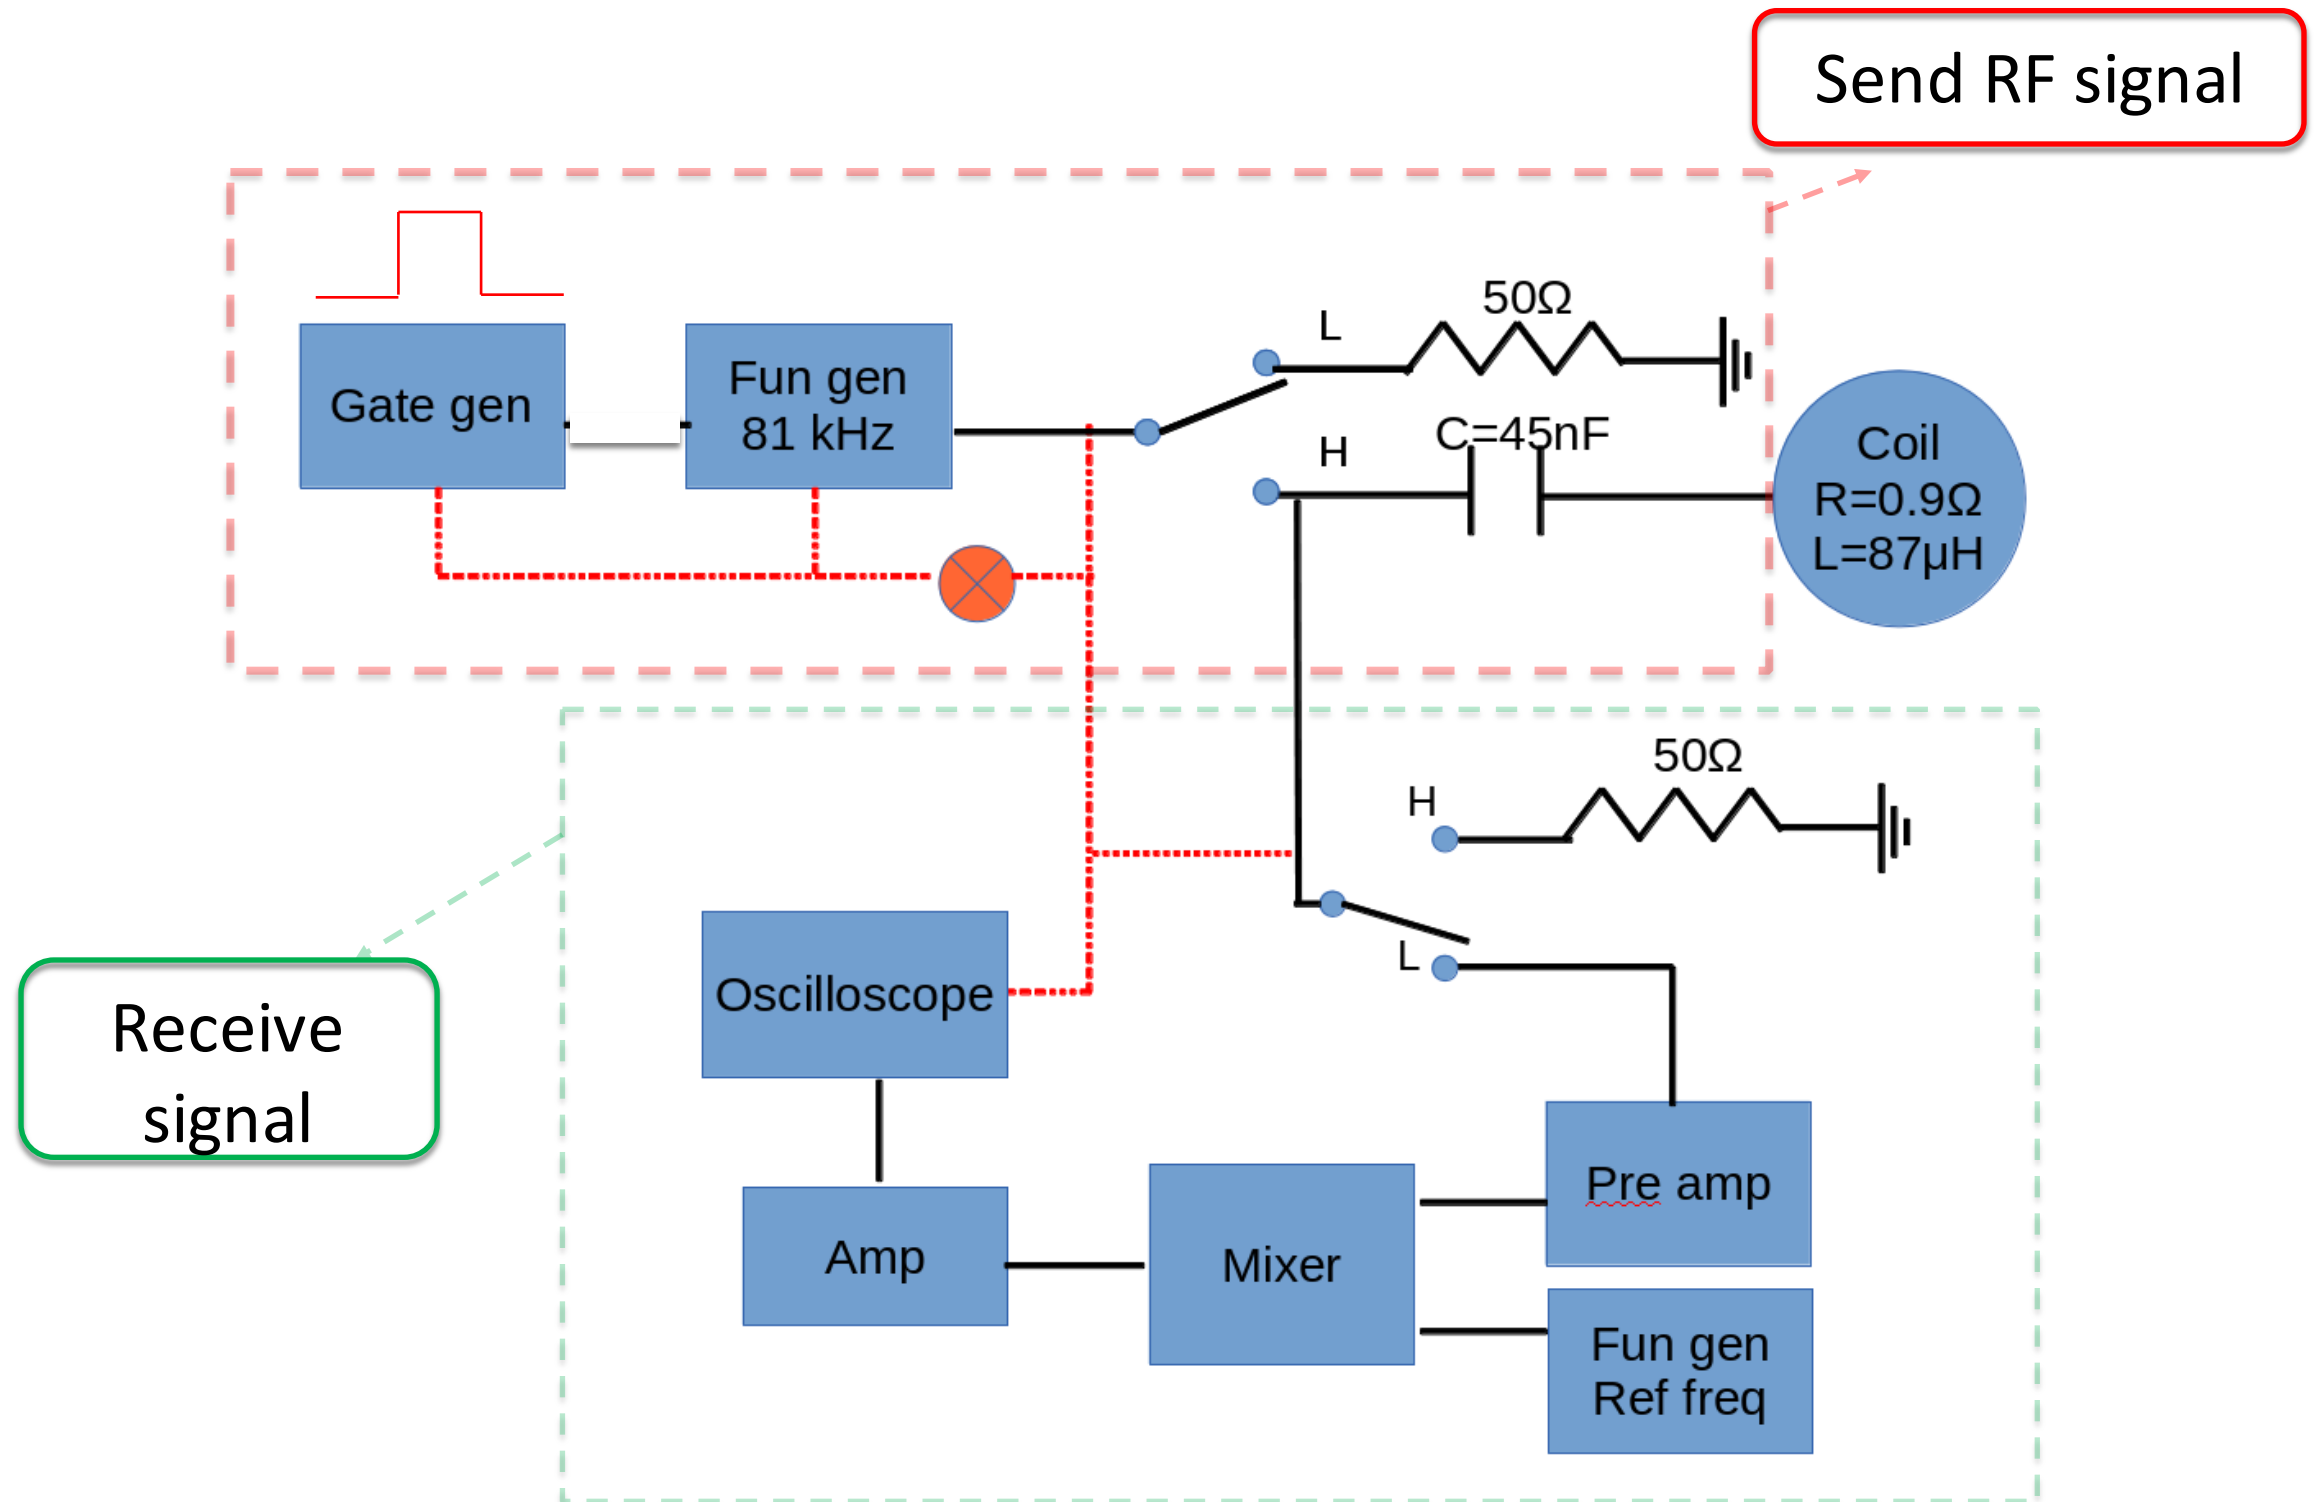 Send RF signal
Gate gen
Fun gen
81 kHz
L
50Ω
H
C=45nF
Coil
R=0.9Ω
L=87μH
50Ω
H
L
Oscilloscope
Receive
signal
Pre amp
Amp
Mixer
Fun gen
Ref freq